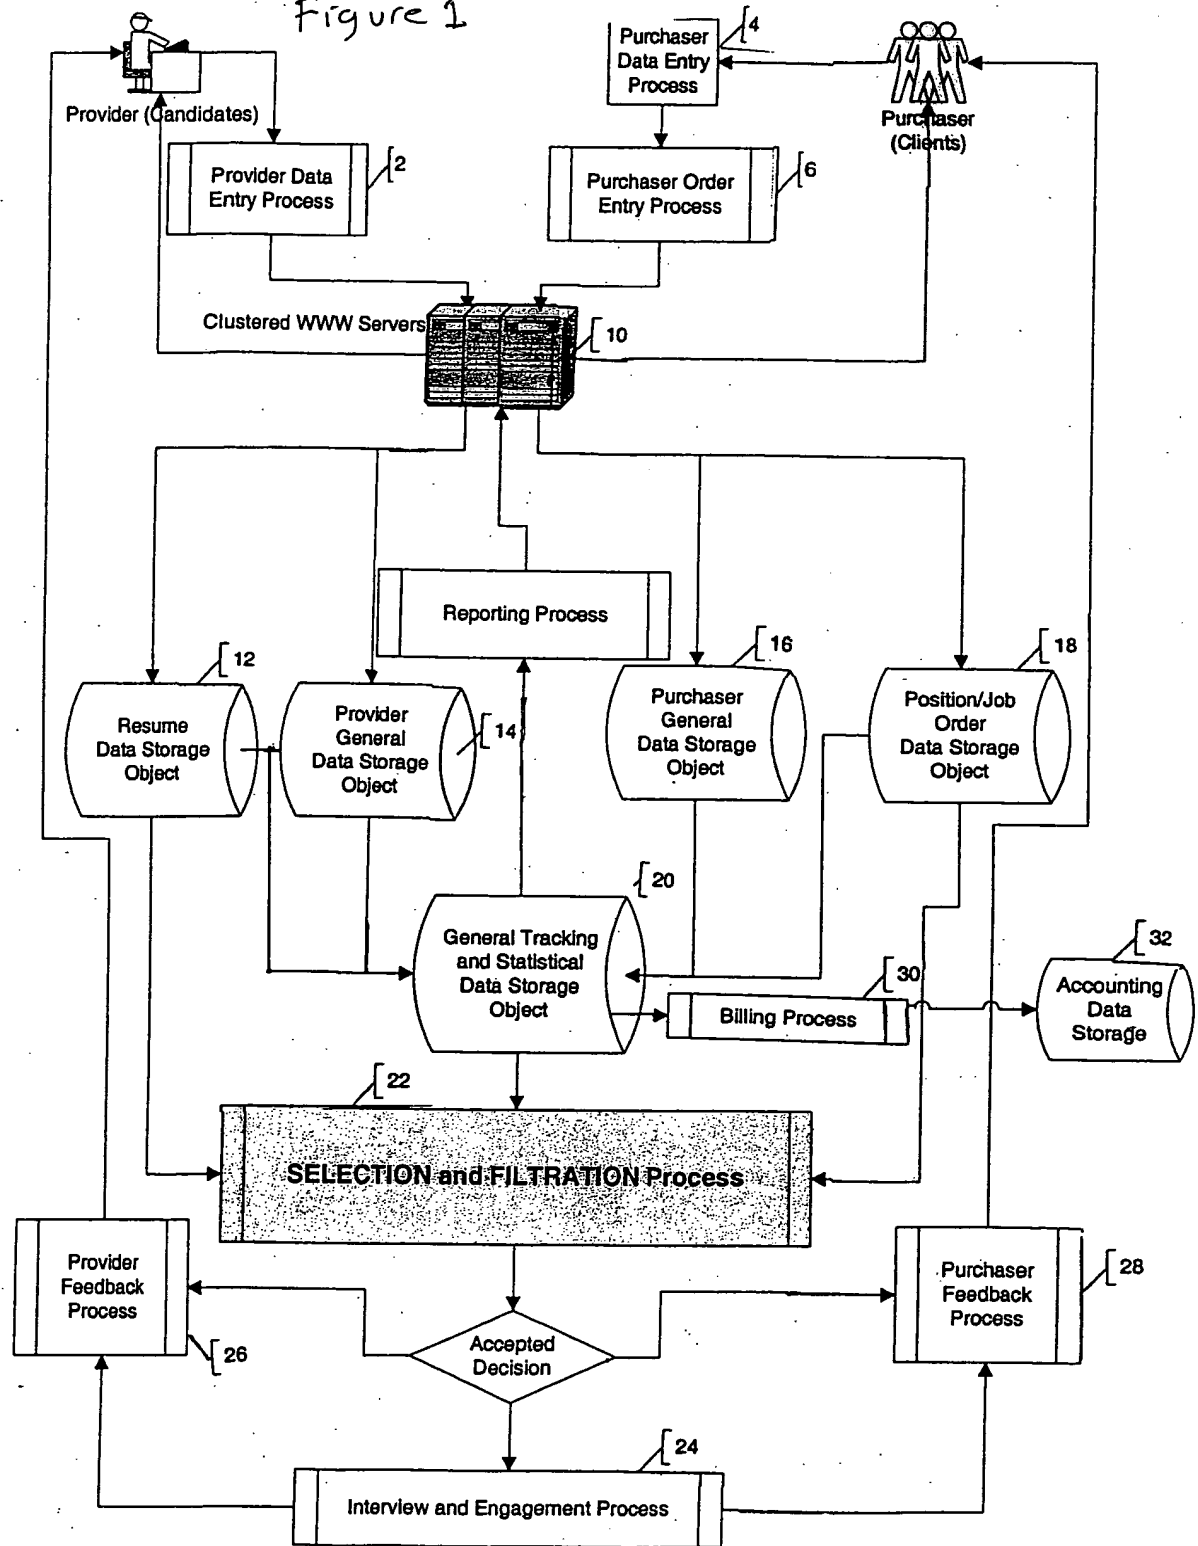 Figure 1
Provider (Candidates)
Purchaser
Data Entry
Process
4
Purchaser
(Clients)
Provider Data
Entry Process
2
Purchaser Order
Entry Process
6
Clustered WWW Servers
10
Reporting Process
12
Resume
Data Storage
Object
Provider
General
Data Storage
Object
14
16
Purchaser
General
Data Storage
Object
18
Position/Job
Order
Data Storage
Object
20
General Tracking
and Statistical
Data Storage
Object
30
Billing Process
32
Accounting
Data
Storage
22
SELECTION and FILTRATION Process
Provider
Feedback
Process
26
Accepted
Decision
Purchaser
Feedback
Process
28
24
Interview and Engagement Process